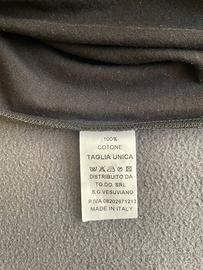 100%
COTONE
TAGLIA UNICA
DISTRIBUITO DA
TO.DO. SRL
S.G.VESUVIANO
P.IVA 08202671213
MADE IN ITALY